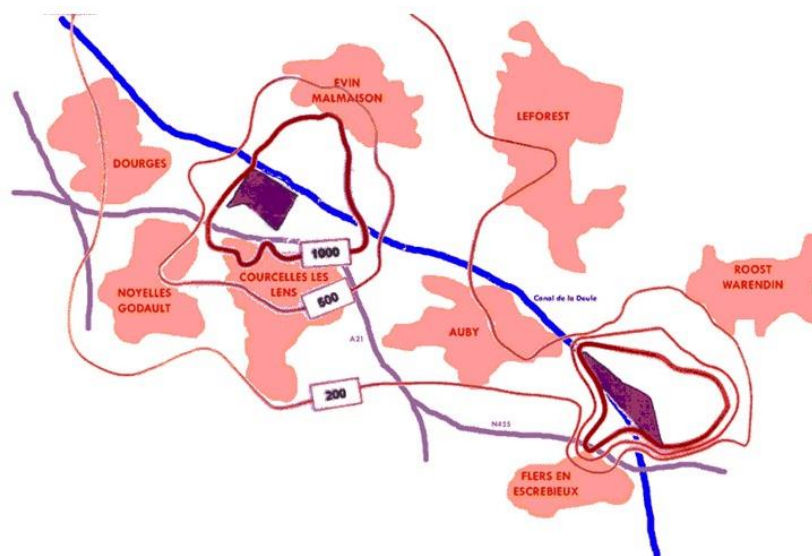 EVIN
MALMAISON
LEFOREST
DOURGES
ROOST
WARENDIN
1000
COURCELLES LES
LENS
NOYELLES
GODAULT
500
Canal de la Deule
AUBY
A21
200
N455
FLERS EN
ESCREBIEUX